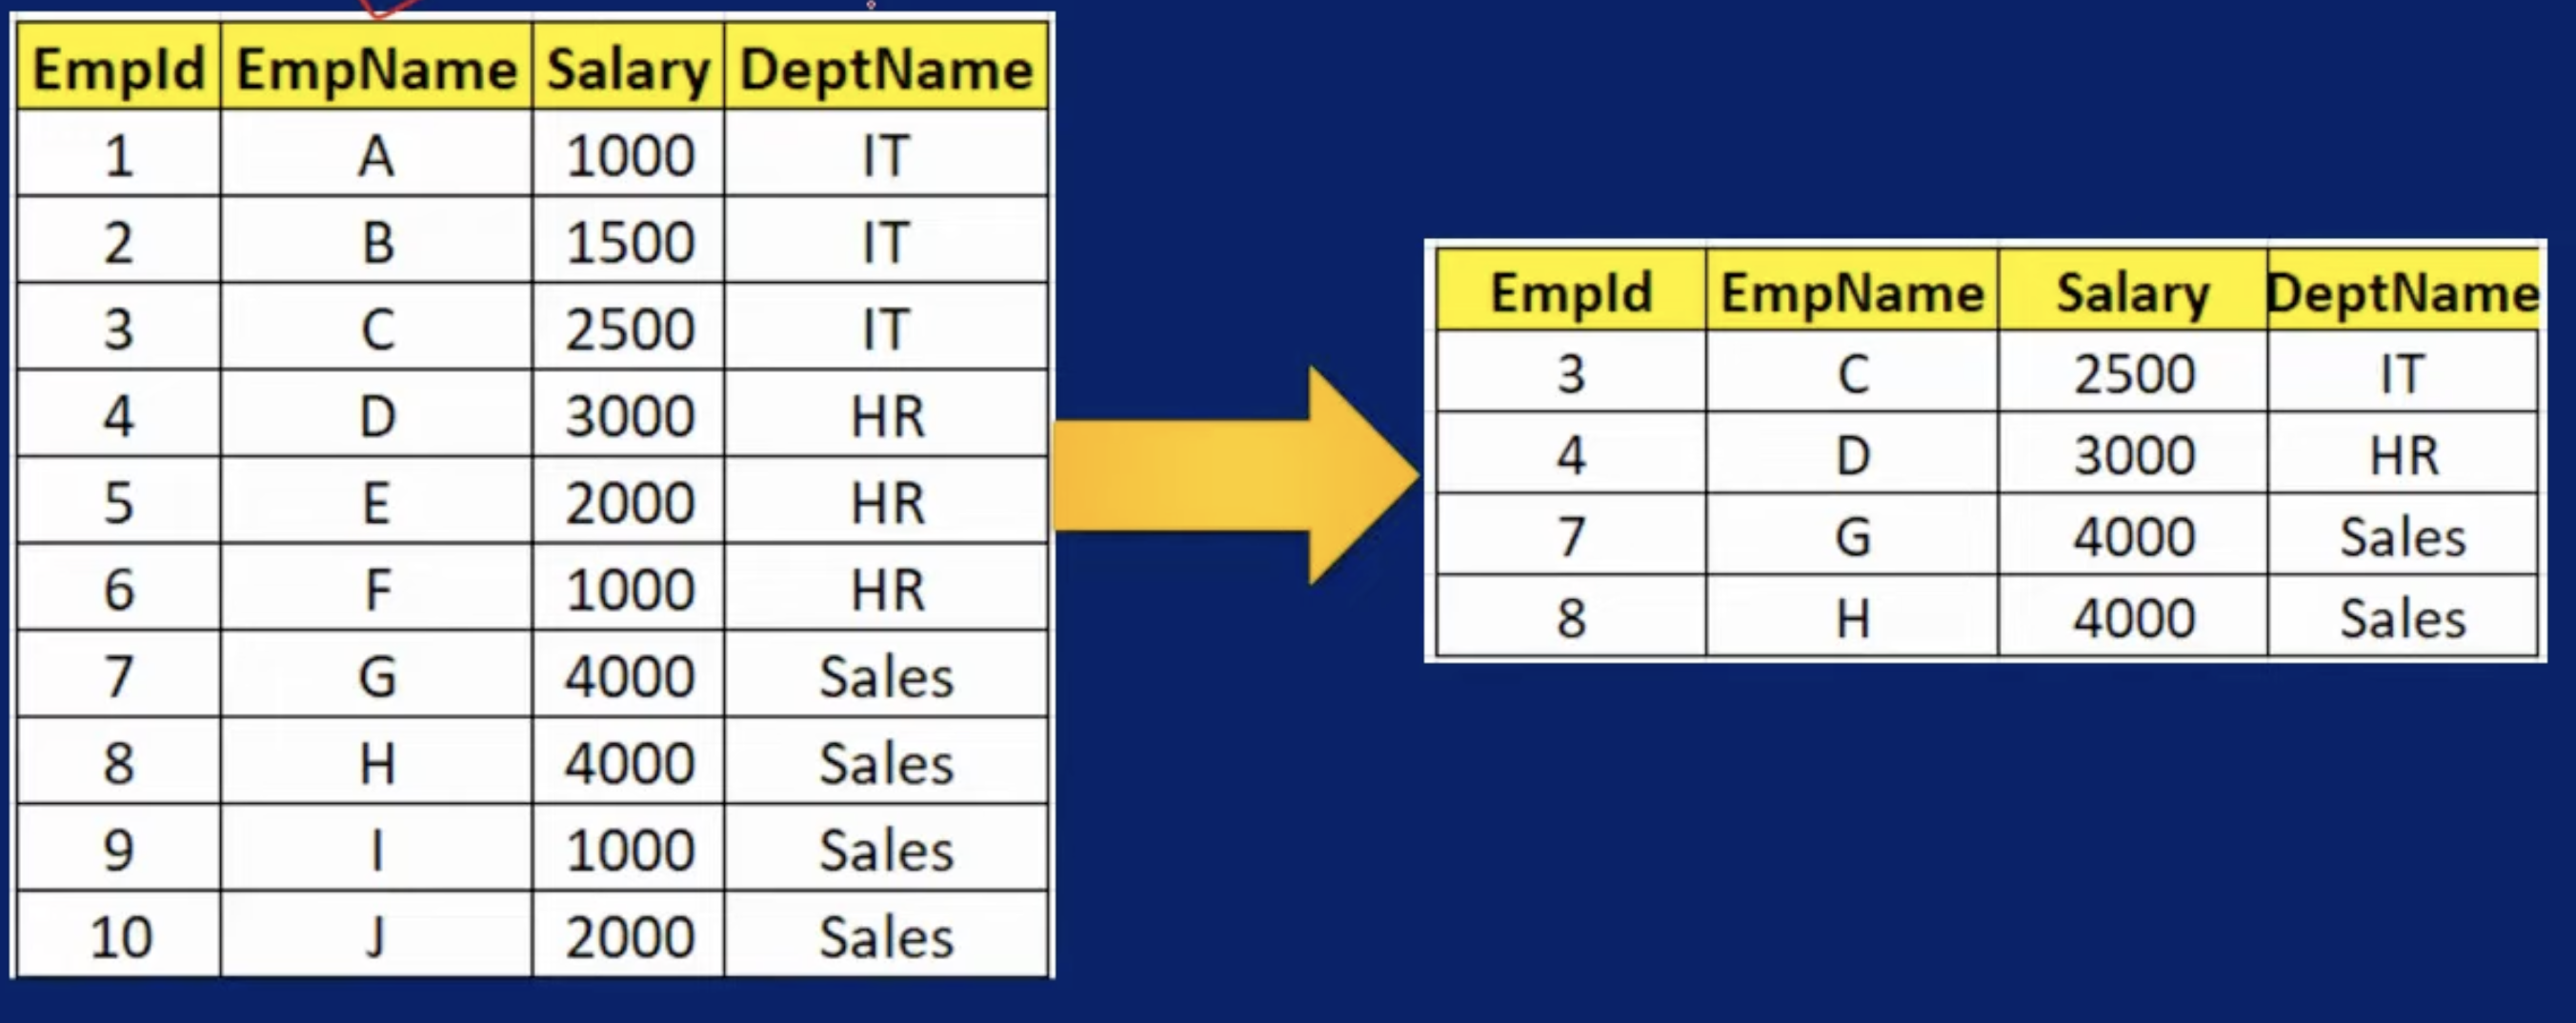 EmpId EmpName Salary DeptName
1 A 1000 IT
2 B 1500 IT
3 C 2500 IT
4 D 3000 HR
5 E 2000 HR
6 F 1000 HR
7 G 4000 Sales
8 H 4000 Sales
9 I 1000 Sales
10 J 2000 Sales
EmpId EmpName Salary DeptName
3 C 2500 IT
4 D 3000 HR
7 G 4000 Sales
8 H 4000 Sales